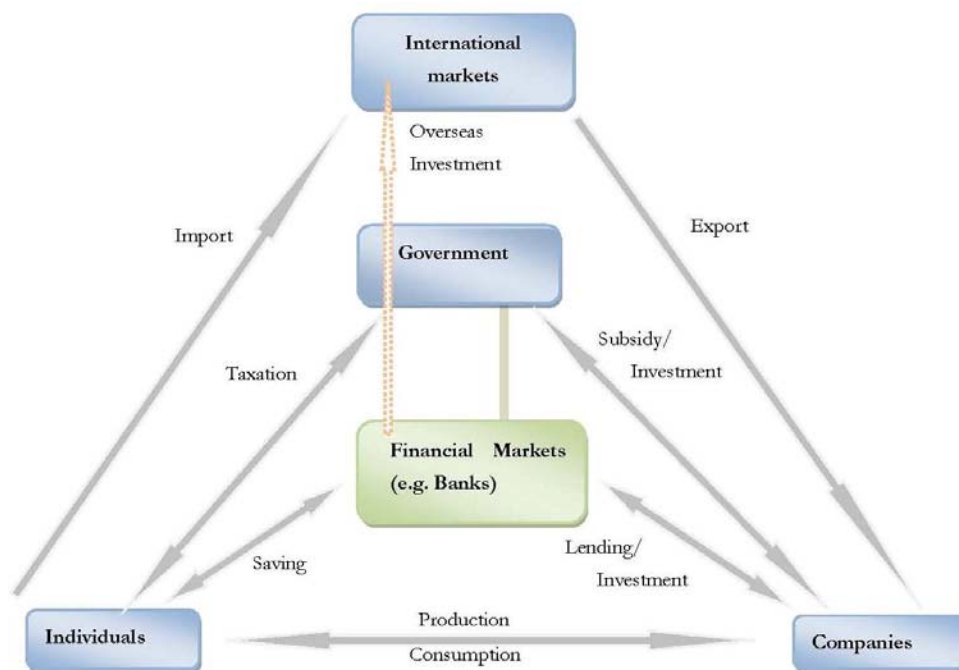 International
markets
Overseas
Investment
Import
Export
Government
Subsidy/
Investment
Taxation
Financial Markets
(e.g. Banks)
Saving
Lending/
Investment
Individuals
Production
Consumption
Companies